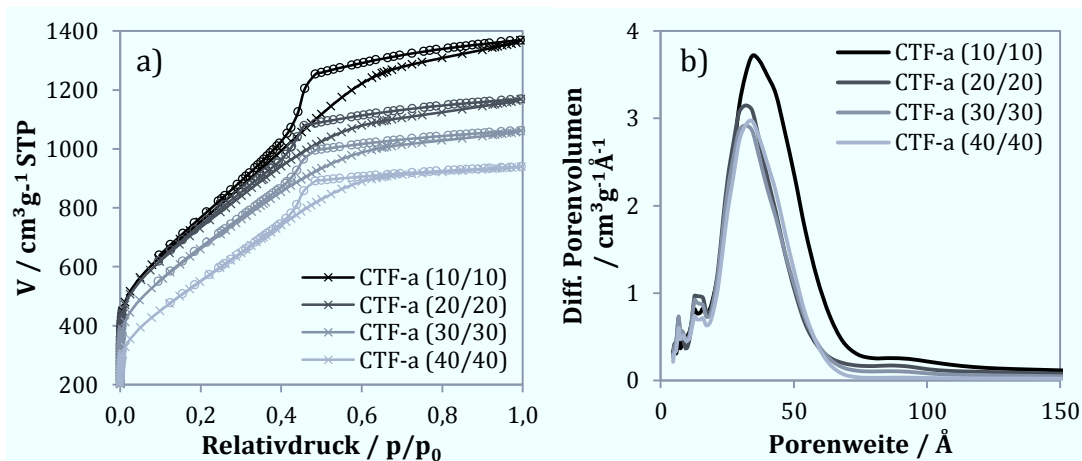 a)
V / cm³g⁻¹ STP
1400
1200
1000
800
600
400
200
0,0
0,2
0,4
0,6
0,8
1,0
Relativdruck / p/p₀
CTF-a (10/10)
CTF-a (20/20)
CTF-a (30/30)
CTF-a (40/40)
b)
Diff. Porenvolumen
/ cm³g⁻¹Å⁻¹
4
3
2
1
0
0
50
100
150
Porenweite / Å
CTF-a (10/10)
CTF-a (20/20)
CTF-a (30/30)
CTF-a (40/40)